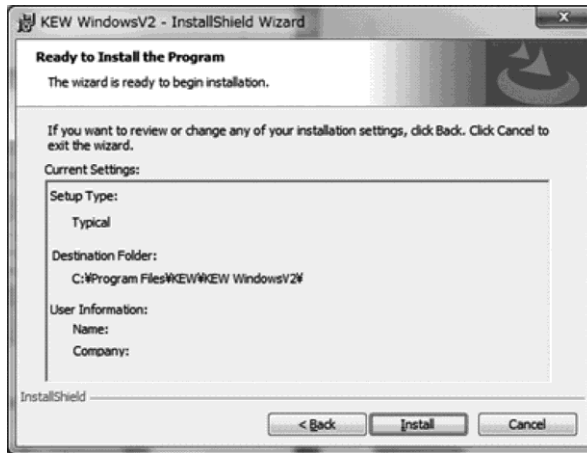 KEW WindowsV2 - InstallShield Wizard
Ready to Install the Program
The wizard is ready to begin installation.
If you want to review or change any of your installation settings, click Back. Click Cancel to
exit the wizard.
Current Settings:
Setup Type:
Typical
Destination Folder:
C:¥Program Files¥KEW¥KEW WindowsV2¥
User Information:
Name:
Company:
InstallShield
< Back
Install
Cancel